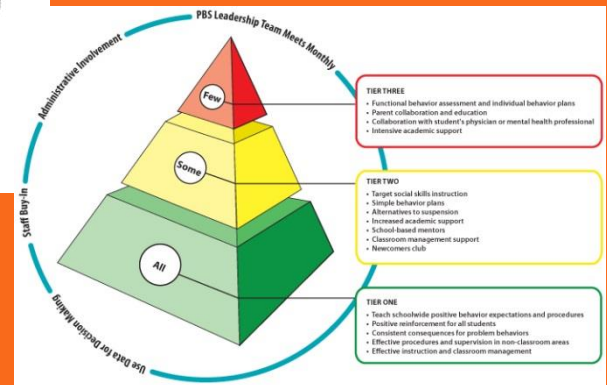 PBS Leadership Team Meets Monthly
Administrative Involvement
Staff Buy-In
Use Data for Decision Making
Few
Some
All
TIER THREE
• Functional behavior assessment and individual behavior plans
• Parent collaboration and education
• Collaboration with student's physician or mental health professional
• Intensive academic support
TIER TWO
• Target social skills instruction
• Simple behavior plans
• Alternatives to suspension
• Increased academic support
• School-based mentors
• Classroom management support
• Newcomers club
TIER ONE
• Teach schoolwide positive behavior expectations and procedures
• Positive reinforcement for all students
• Consistent consequences for problem behaviors
• Effective procedures and supervision in non-classroom areas
• Effective instruction and classroom management